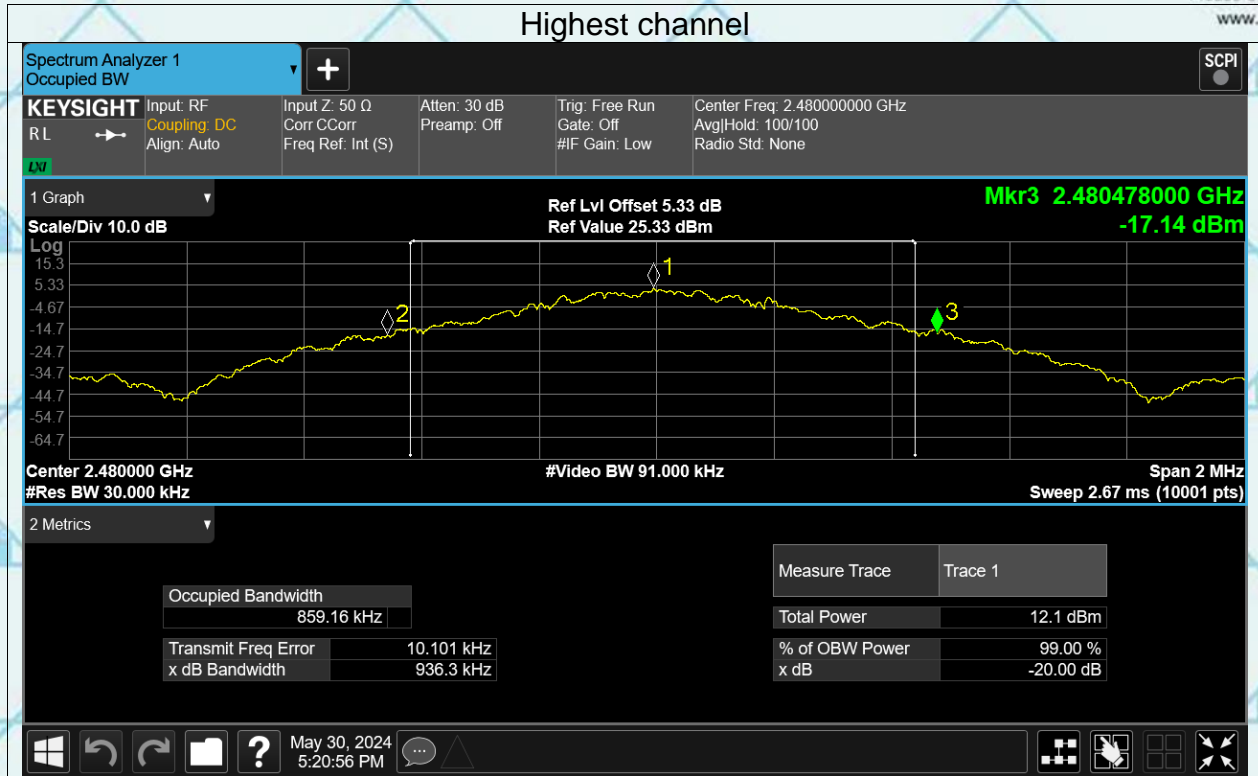 Highest channel
www.
Spectrum Analyzer 1
Occupied BW
+
SCPI
KEYSIGHT
R L
LXI
Input: RF
Coupling: DC
Align: Auto
Input Z: 50 Ω
Corr CCorr
Freq Ref: Int (S)
Atten: 30 dB
Preamp: Off
Trig: Free Run
Gate: Off
#IF Gain: Low
Center Freq: 2.480000000 GHz
Avg|Hold: 100/100
Radio Std: None
1 Graph
Scale/Div 10.0 dB
Ref Lvl Offset 5.33 dB
Ref Value 25.33 dBm
Mkr3 2.480478000 GHz
-17.14 dBm
Log
15.3
5.33
-4.67
-14.7
-24.7
-34.7
-44.7
-54.7
-64.7
1
2
3
Center 2.480000 GHz
#Video BW 91.000 kHz
Span 2 MHz
#Res BW 30.000 kHz
Sweep 2.67 ms (10001 pts)
2 Metrics
Occupied Bandwidth
859.16 kHz
Transmit Freq Error 10.101 kHz
x dB Bandwidth 936.3 kHz
Measure Trace Trace 1
Total Power 12.1 dBm
% of OBW Power 99.00 %
x dB -20.00 dB
?
May 30, 2024
5:20:56 PM